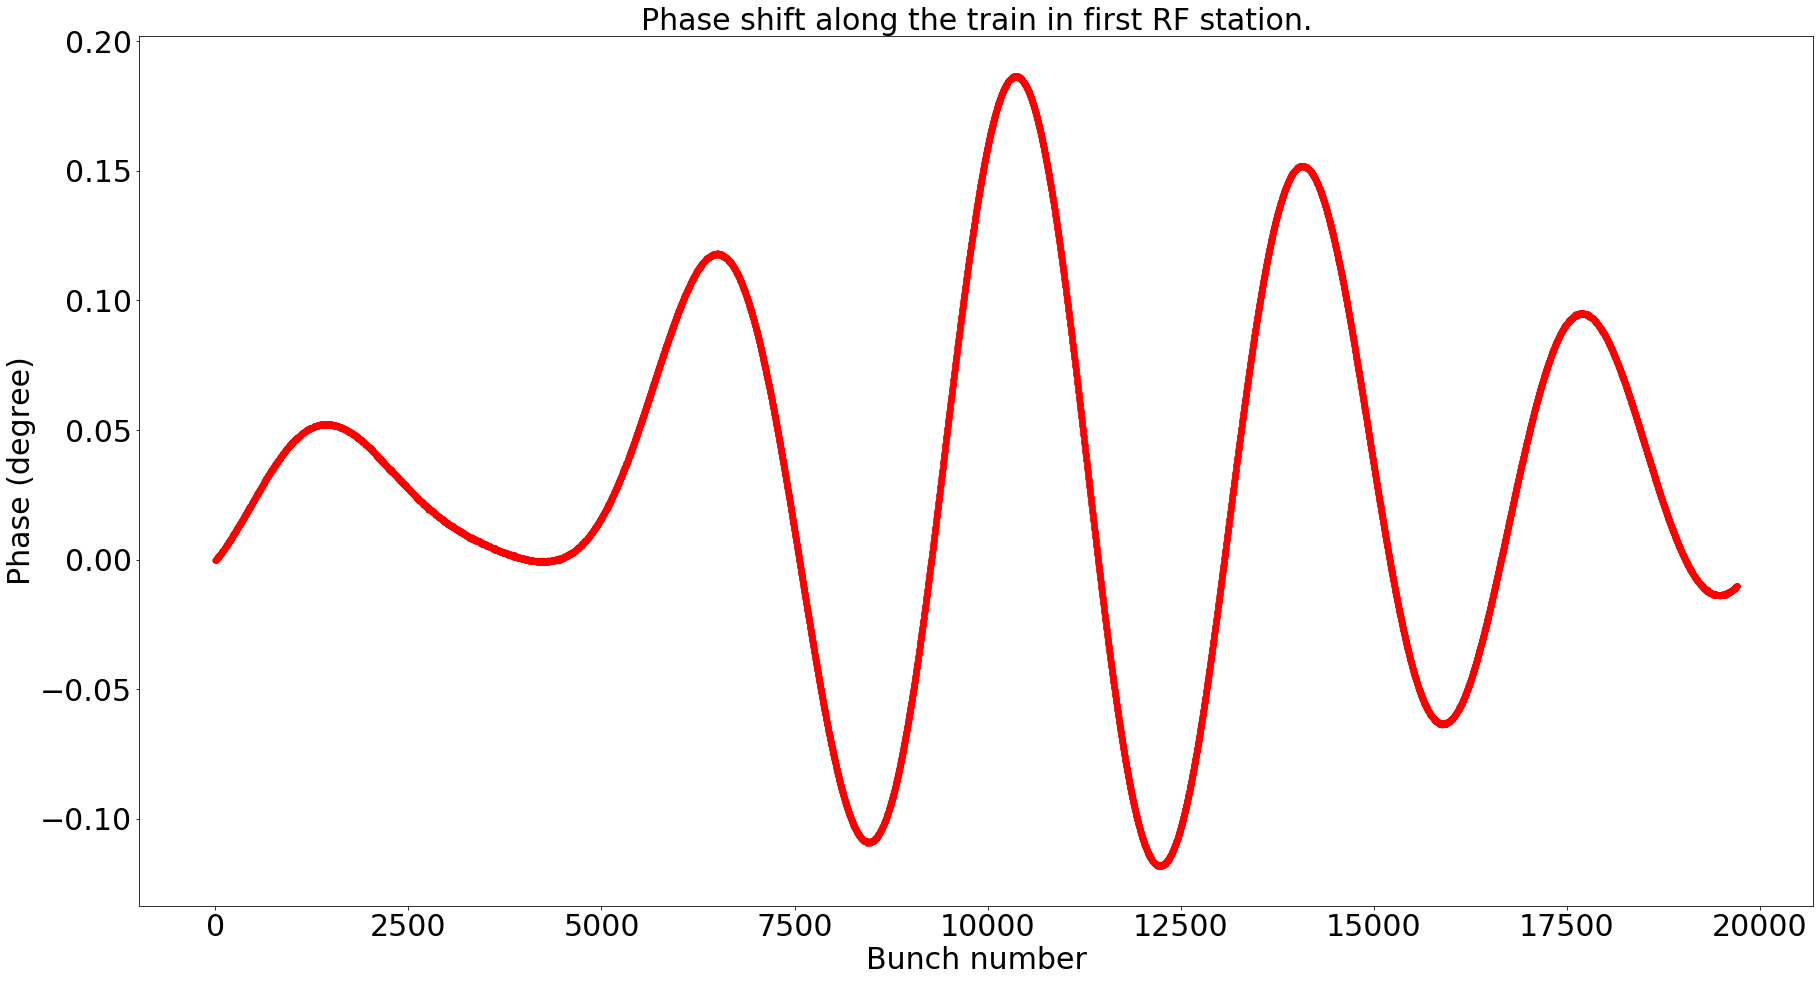 Phase shift along the train in first RF station.
0.20
0.15
0.10
0.05
0.00
−0.05
−0.10
Phase (degree)
0 2500 5000 7500 10000 12500 15000 17500 20000
Bunch number